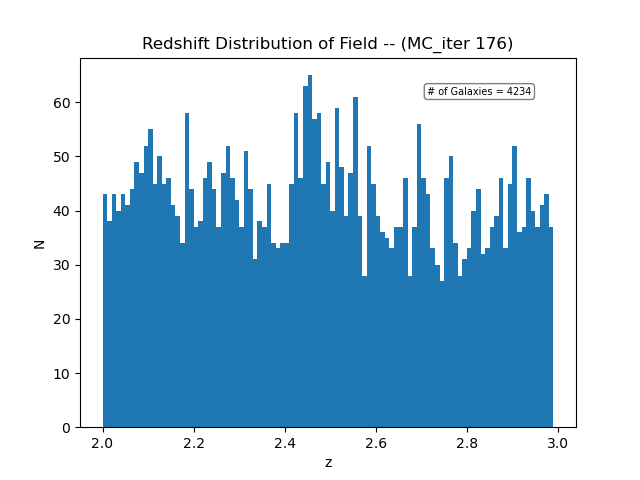 Redshift Distribution of Field -- (MC_iter 176)
# of Galaxies = 4234
60
50
40
30
20
10
0
N
2.0 2.2 2.4 2.6 2.8 3.0
z